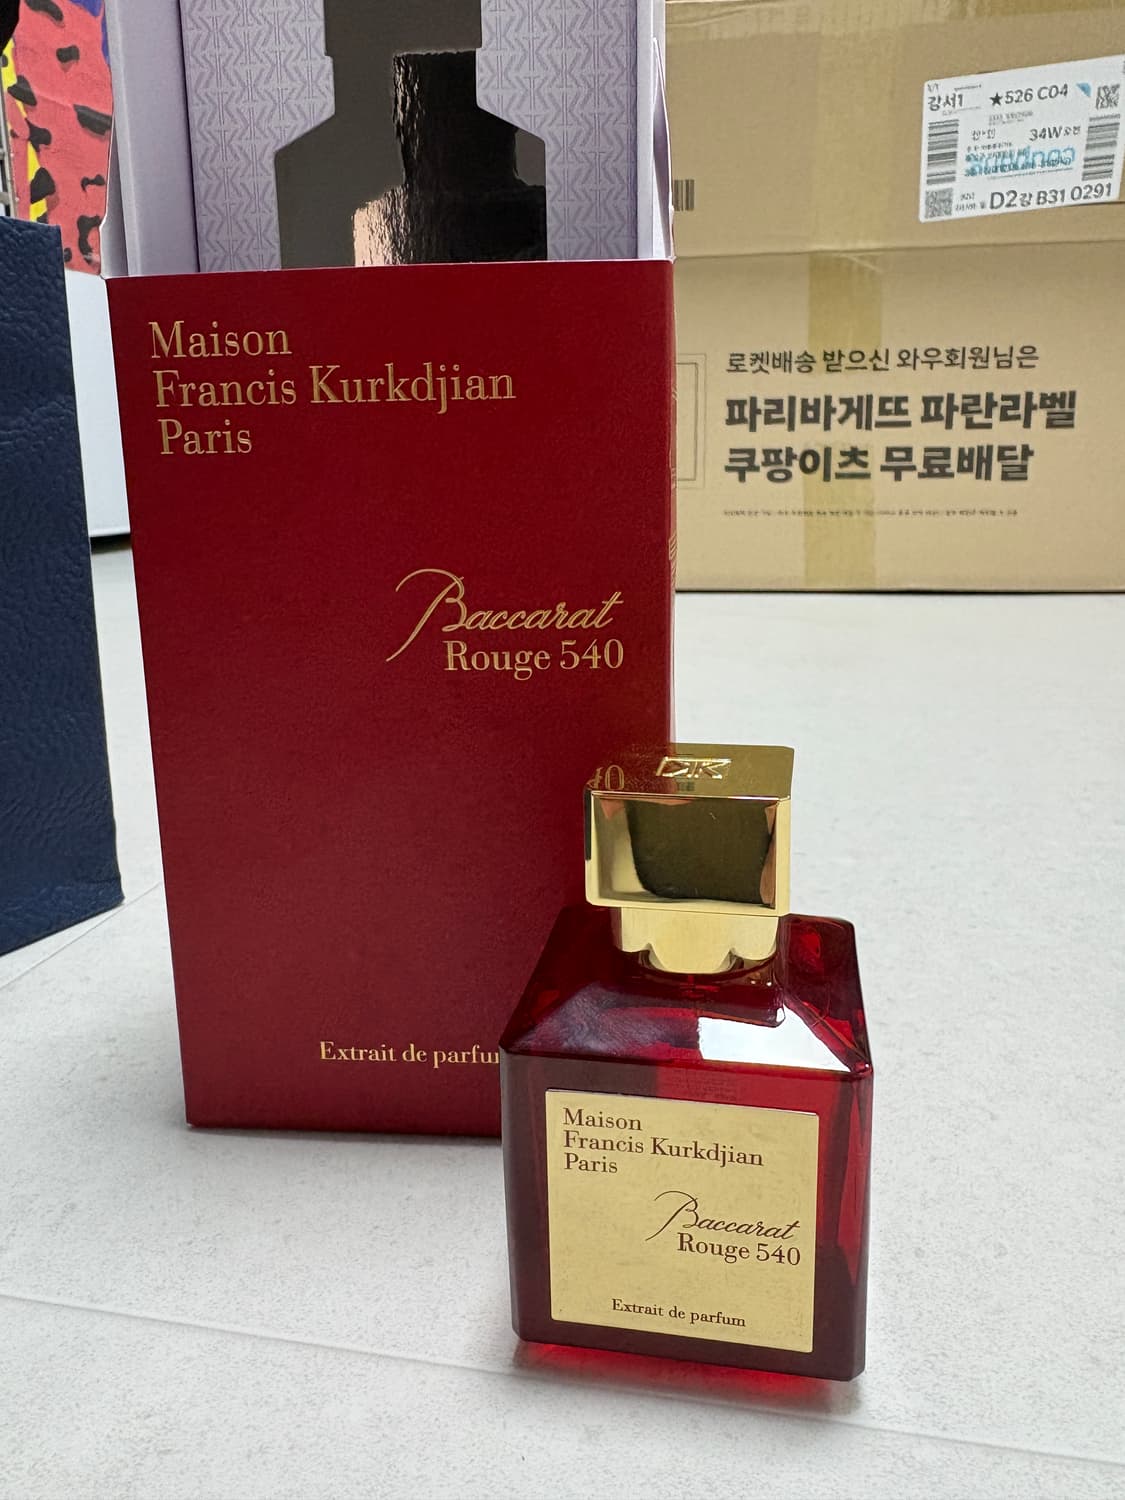 Maison
Francis Kurkdjian
Paris
Baccarat
Rouge 540
Extrait de
Maison
Francis Kurkdjian
Paris
Baccarat
Rouge 540
Extrait de parfum
강서1 ★526 C04
34W
D2강 B31 0291
로켓배송 받으신 와우회원님은
파리바게뜨 파란라벨
쿠팡이츠 무료배달